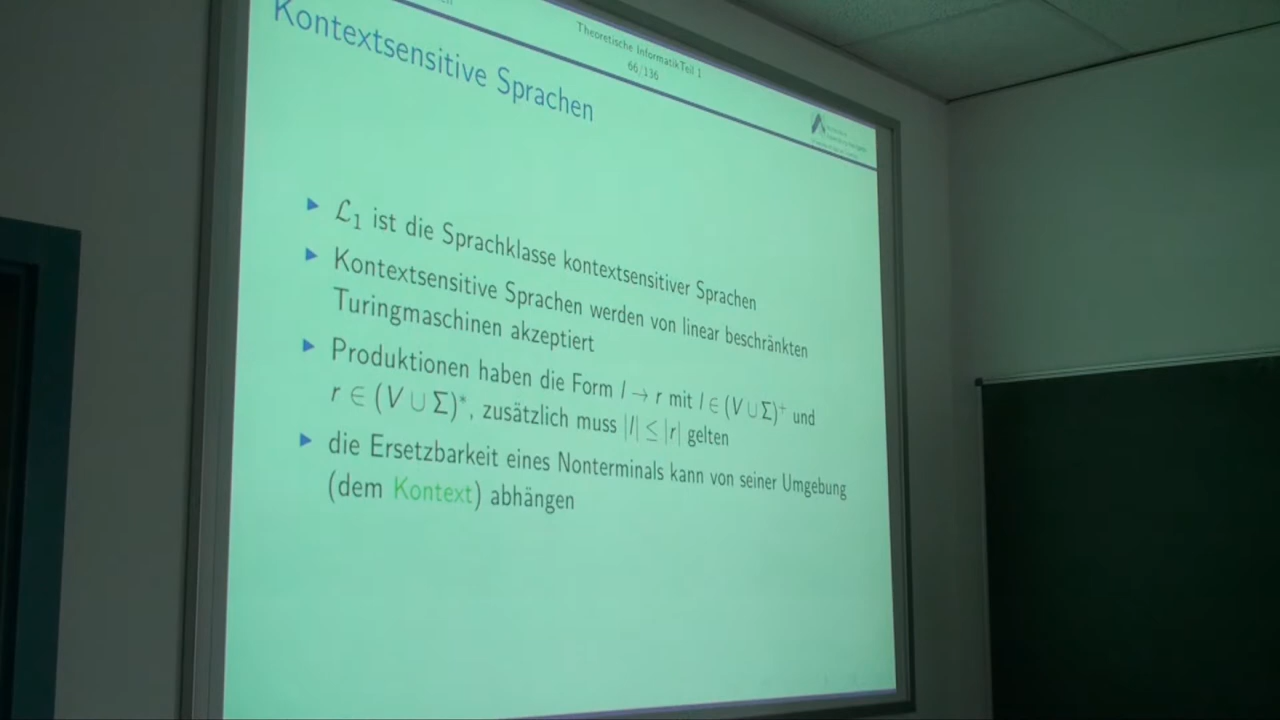 Theoretische InformatikTeil 1
66/136
Kontextsensitive Sprachen
ℒ₁ ist die Sprachklasse kontextsensitiver Sprachen
Kontextsensitive Sprachen werden von linear beschränkten
Turingmaschinen akzeptiert
Produktionen haben die Form l → r mit l ∈ (V ∪ Σ)⁺ und
r ∈ (V ∪ Σ)*, zusätzlich muss |l| ≤ |r| gelten
die Ersetzbarkeit eines Nonterminals kann von seiner Umgebung
(dem Kontext) abhängen